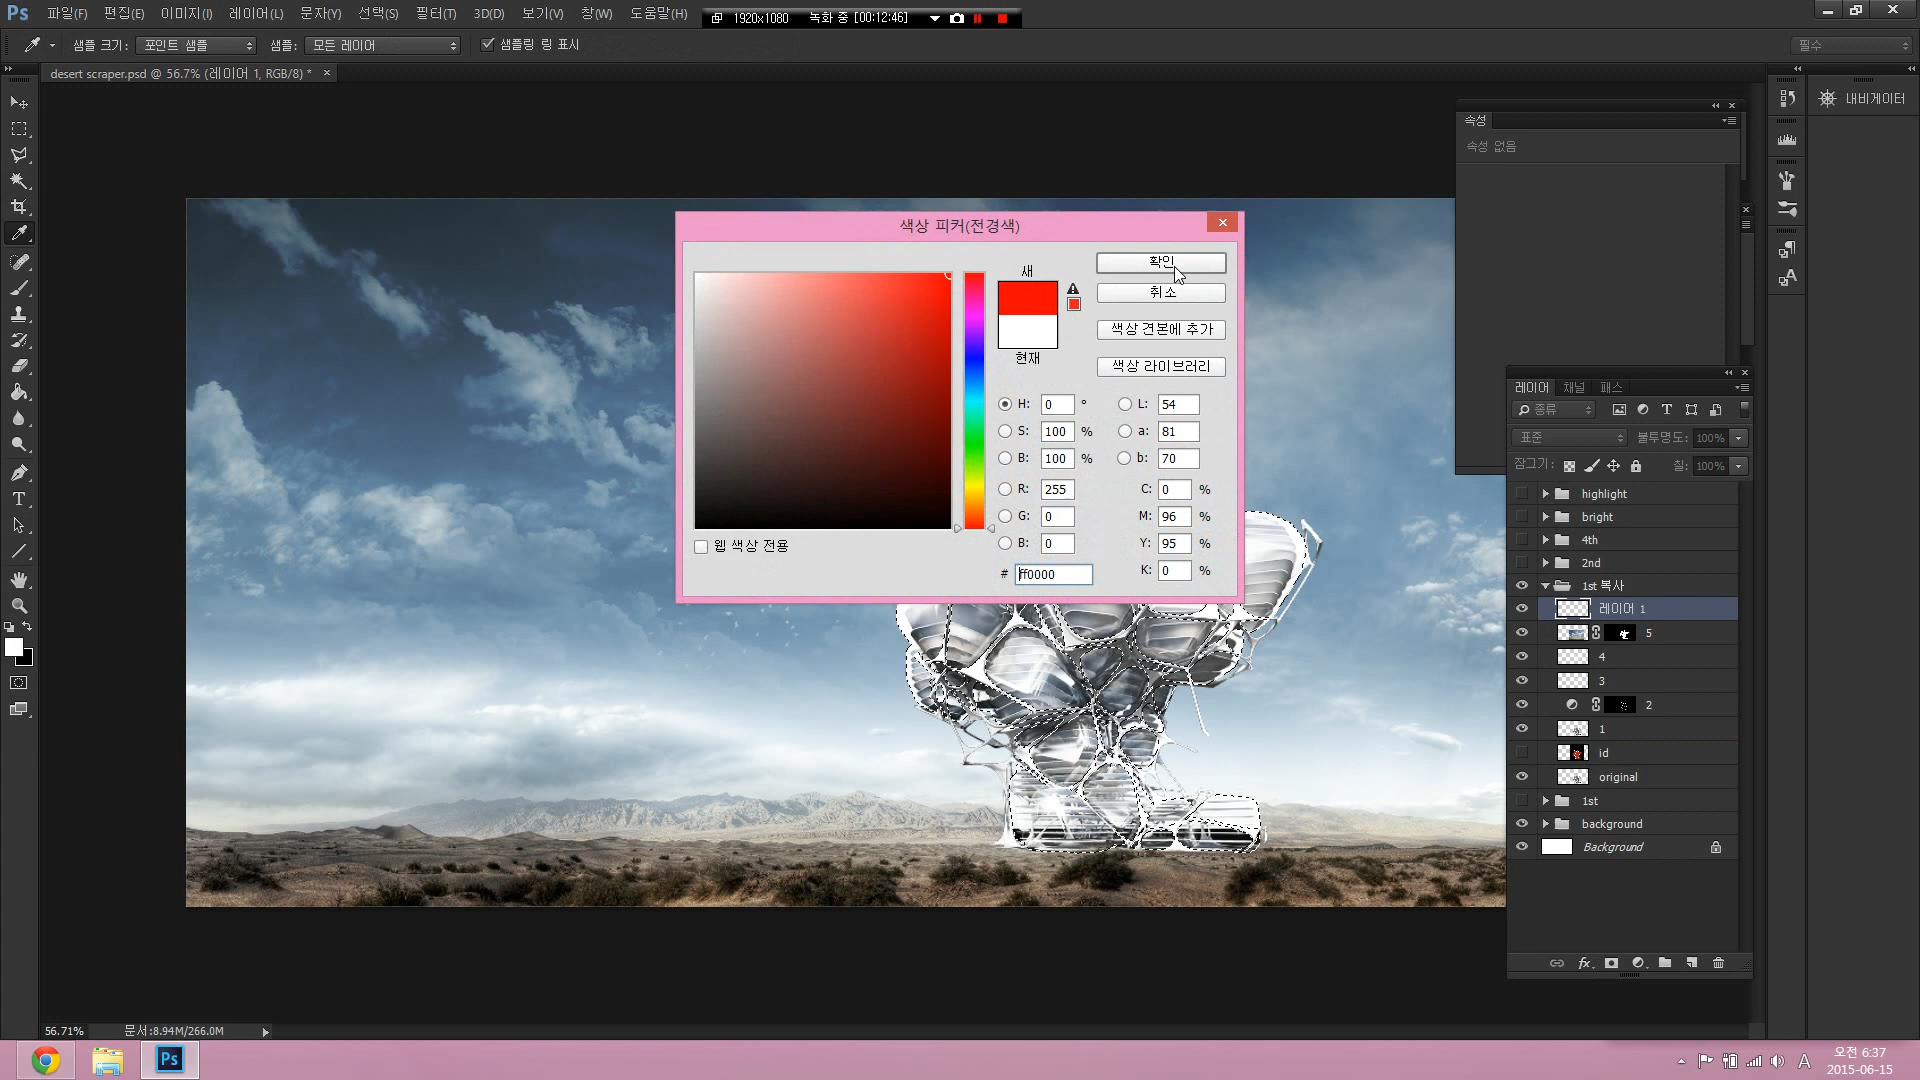 Ps 파일(F) 편집(E) 이미지(I) 레이어(L) 문자(Y) 선택(S) 필터(T) 3D(D) 보기(V) 창(W) 도움말(H)
1920x1080 녹화 중 [00:12:46]
샘플 크기: 포인트 샘플 샘플: 모든 레이어 샘플링 링 표시 필수
desert scraper.psd @ 56.7% (레이어 1, RGB/8) * ×
내비게이터
속성
속성 없음
색상 피커(전경색)
새
현재
확인
취소
색상 견본에 추가
색상 라이브러리
H: 0 ° L: 54
S: 100 % a: 81
B: 100 % b: 70
R: 255 C: 0 %
G: 0 M: 96 %
B: 0 Y: 95 %
# ff0000 K: 0 %
웹 색상 전용
레이어 채널 패스
종류
표준 불투명도: 100%
잠그기: 칠: 100%
highlight
bright
4th
2nd
1st 복사
레이어 1
5
4
3
2
1
id
original
1st
background
Background
fx
56.71% 문서:8.94M/266.0M
Ps
A 오전 6:37
2015-06-15